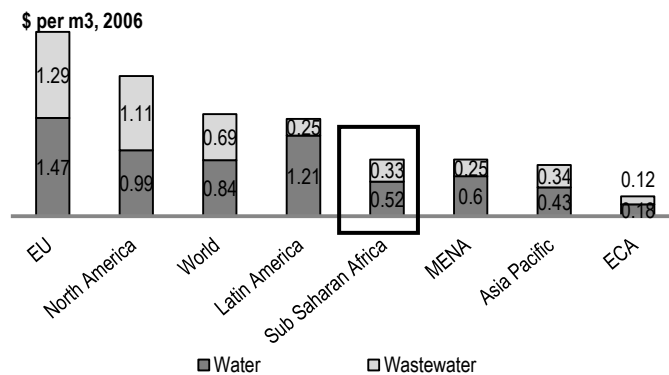 $ per m3, 2006
1.29
1.11
0.69
0.25
0.33
0.25
0.34
0.12
1.47
0.99
0.84
1.21
0.52
0.6
0.43
0.18
EU
North America
World
Latin America
Sub Saharan Africa
MENA
Asia Pacific
ECA
Water
Wastewater